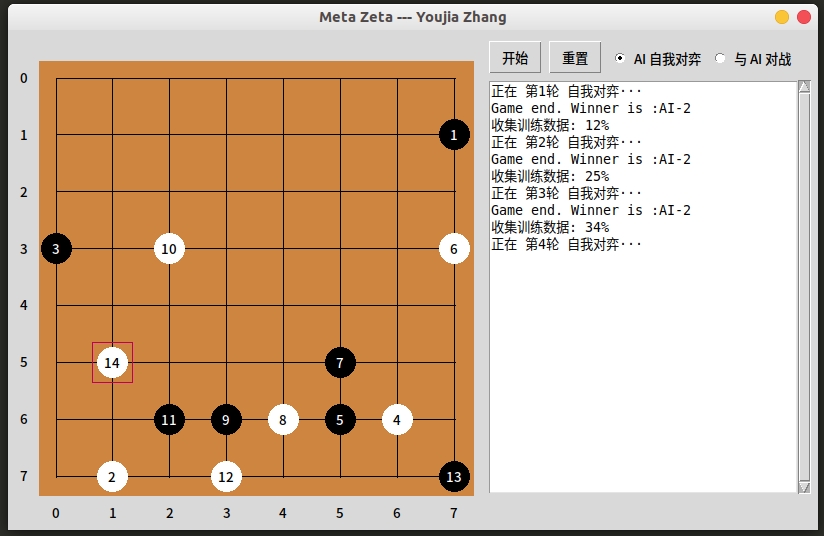 Meta Zeta --- Youjia Zhang
开始 重置 AI 自我对弈 与 AI 对战
正在 第1轮 自我对弈···
Game end. Winner is :AI-2
收集训练数据: 12%
正在 第2轮 自我对弈···
Game end. Winner is :AI-2
收集训练数据: 25%
正在 第3轮 自我对弈···
Game end. Winner is :AI-2
收集训练数据: 34%
正在 第4轮 自我对弈···
0
1 1
2
3 3 10 6
4
5 14 7
6 11 9 8 5 4
7 2 12 13
0 1 2 3 4 5 6 7